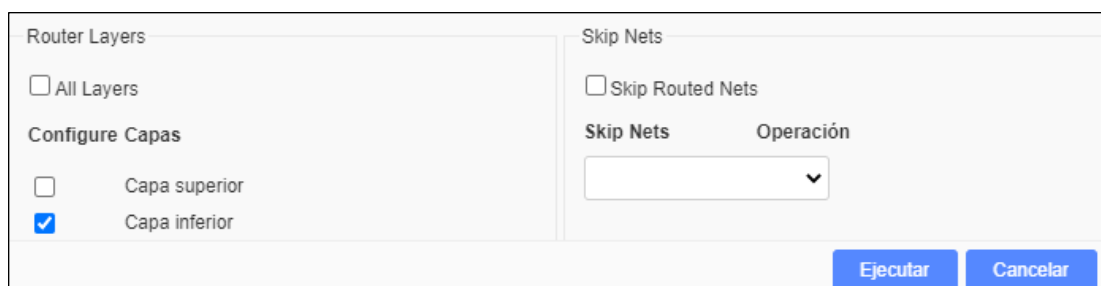 Router Layers
All Layers
Configure Capas
Capa superior
Capa inferior
Skip Nets
Skip Routed Nets
Skip Nets Operación
Ejecutar Cancelar